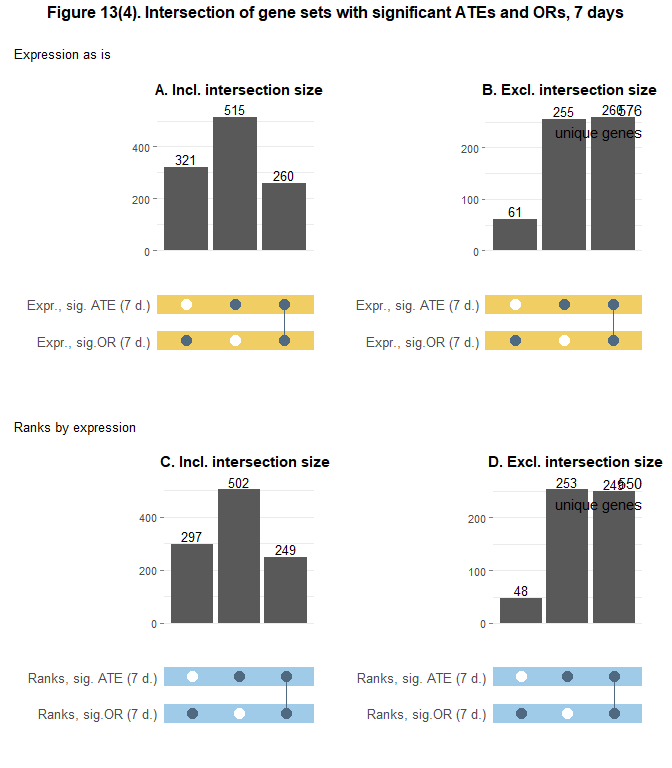 Figure 13(4). Intersection of gene sets with significant ATEs and ORs, 7 days
Expression as is
A. Incl. intersection size
515
321
260
400
200
0
Expr., sig. ATE (7 d.)
Expr., sig.OR (7 d.)
B. Excl. intersection size
576
unique genes
255
260
61
200
100
0
Expr., sig. ATE (7 d.)
Expr., sig.OR (7 d.)
Ranks by expression
C. Incl. intersection size
502
297
249
400
200
0
Ranks, sig. ATE (7 d.)
Ranks, sig.OR (7 d.)
D. Excl. intersection size
550
unique genes
253
249
48
200
100
0
Ranks, sig. ATE (7 d.)
Ranks, sig.OR (7 d.)